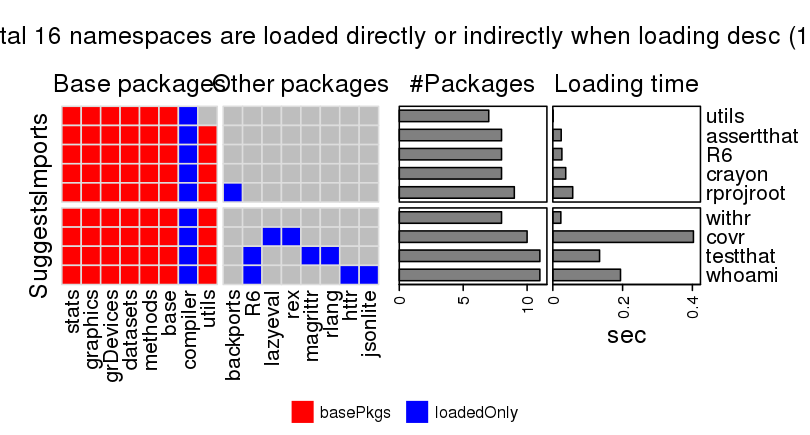 tal 16 namespaces are loaded directly or indirectly when loading desc (1
Base packages
Other packages
#Packages
Loading time
Imports
Suggests
utils
assertthat
R6
crayon
rprojroot
withr
covr
testthat
whoami
stats
graphics
grDevices
datasets
methods
base
compiler
utils
backports
R6
lazyeval
rex
magrittr
rlang
httr
jsonlite
0
5
10
0
0.2
0.4
sec
basePkgs
loadedOnly